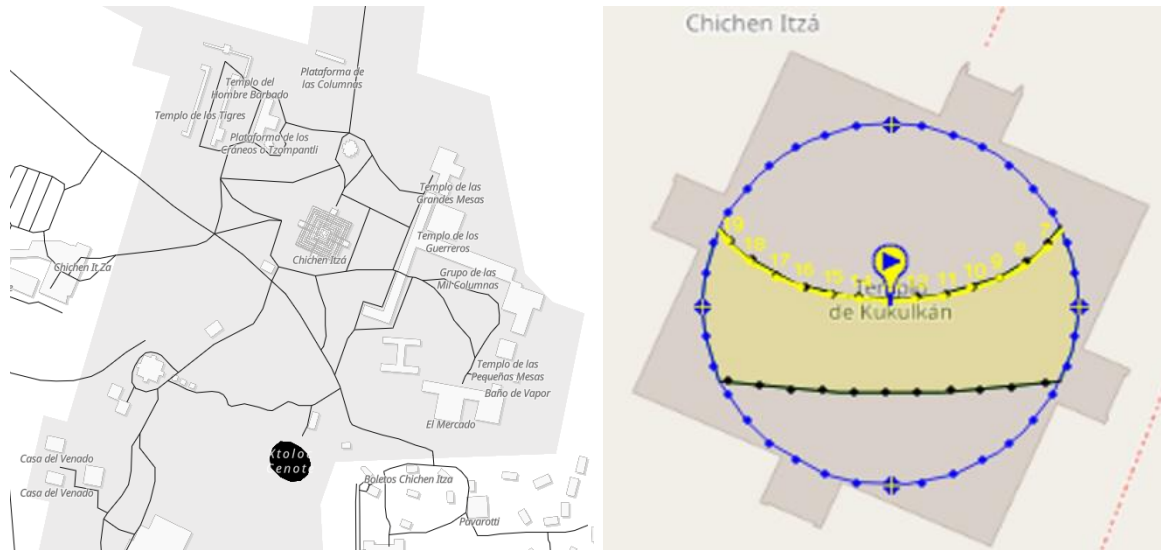 Templo del
Hombre Barbado
Plataforma de
las Columnas
Templo de los Tigres
Plataforma de los
Cráneos o Tzompantli
Templo de las
Grandes Mesas
Templo de los
Guerreros
Chichen Itzá
Grupo de las
Mil Columnas
Chichen It Za
Templo de las
Pequeñas Mesas
Baño de Vapor
El Mercado
Casa del Venado
Casa del Venado
Boletos Chichen Itza
Pavarotti
Chichen Itzá
19
18
17
16
15
11
10
9
8
7
Templo
de Kukulkán